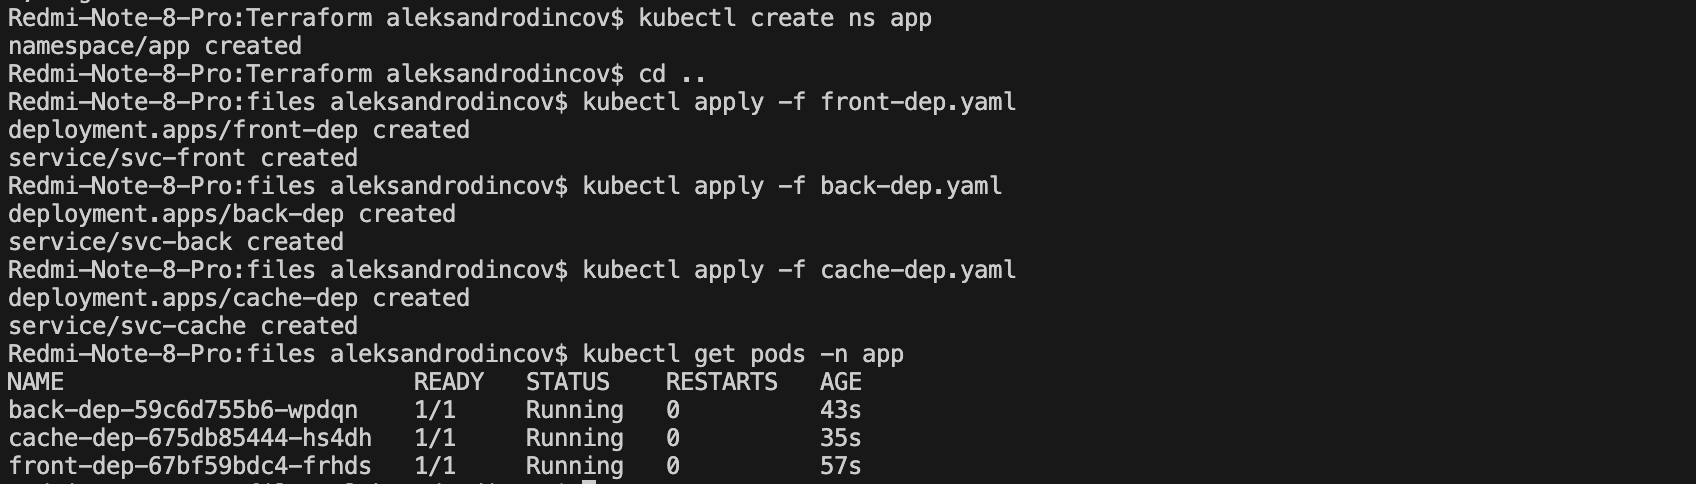 Redmi-Note-8-Pro:Terraform aleksandrodincov$ kubectl create ns app
namespace/app created
Redmi-Note-8-Pro:Terraform aleksandrodincov$ cd ..
Redmi-Note-8-Pro:files aleksandrodincov$ kubectl apply -f front-dep.yaml
deployment.apps/front-dep created
service/svc-front created
Redmi-Note-8-Pro:files aleksandrodincov$ kubectl apply -f back-dep.yaml
deployment.apps/back-dep created
service/svc-back created
Redmi-Note-8-Pro:files aleksandrodincov$ kubectl apply -f cache-dep.yaml
deployment.apps/cache-dep created
service/svc-cache created
Redmi-Note-8-Pro:files aleksandrodincov$ kubectl get pods -n app
NAME READY STATUS RESTARTS AGE
back-dep-59c6d755b6-wpdqn 1/1 Running 0 43s
cache-dep-675db85444-hs4dh 1/1 Running 0 35s
front-dep-67bf59bdc4-frhds 1/1 Running 0 57s